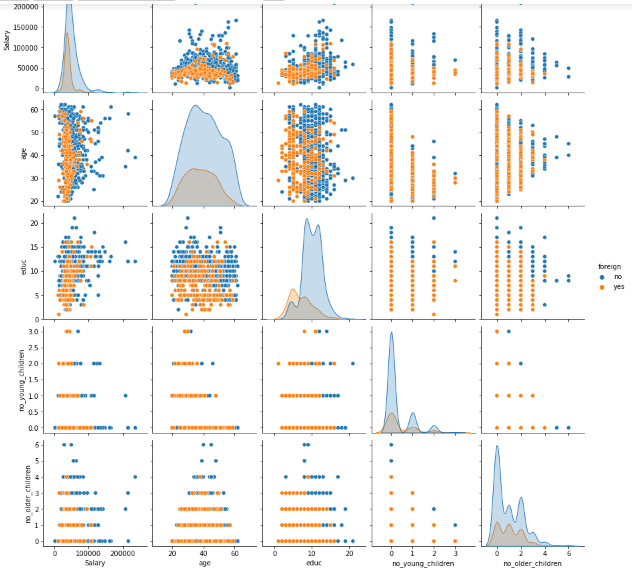 200000
150000
100000
50000
0
Salary
60
50
40
30
20
age
20
15
10
5
0
educ
foreign
no
yes
3.0
2.5
2.0
1.5
1.0
0.5
0.0
no_young_children
6
5
4
3
2
1
0
no_older_children
0 100000 200000
Salary
20 40 60
age
0 10 20
educ
0 1 2 3
no_young_children
0 2 4 6
no_older_children